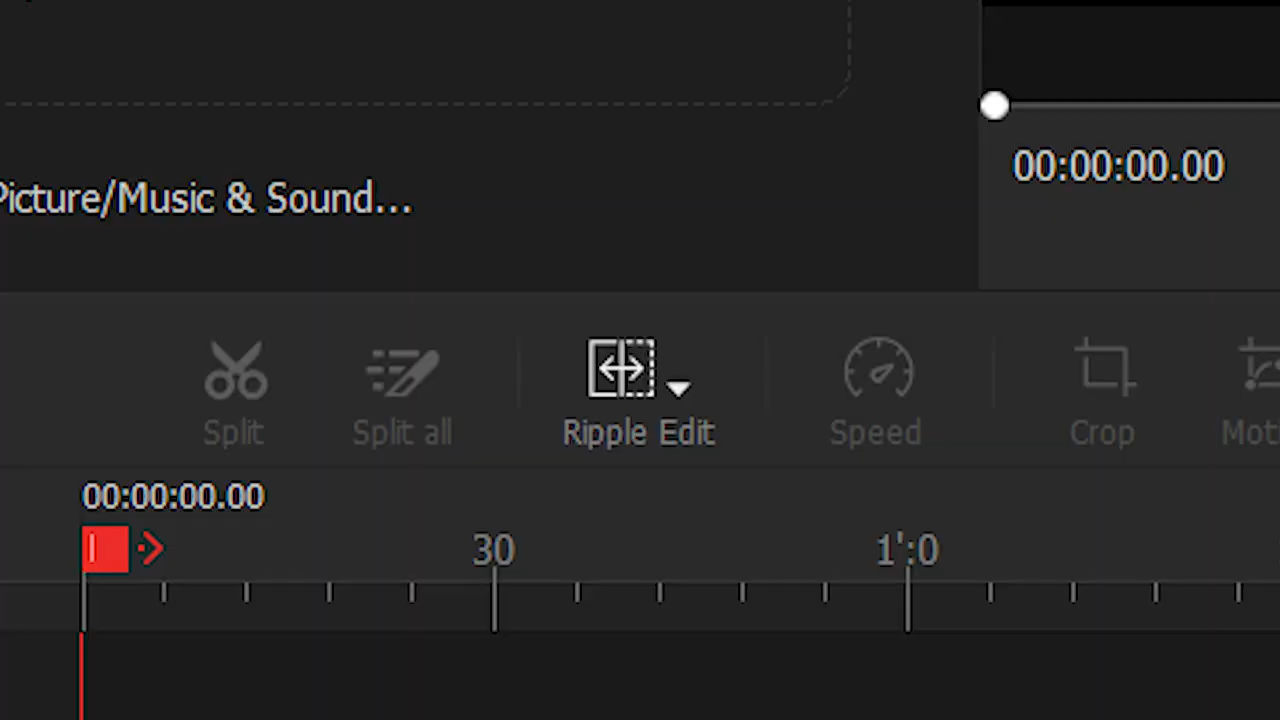 00:00:00.00
Picture/Music & Sound...
Split
Split all
Ripple Edit
Speed
Crop
00:00:00.00
30
1':0